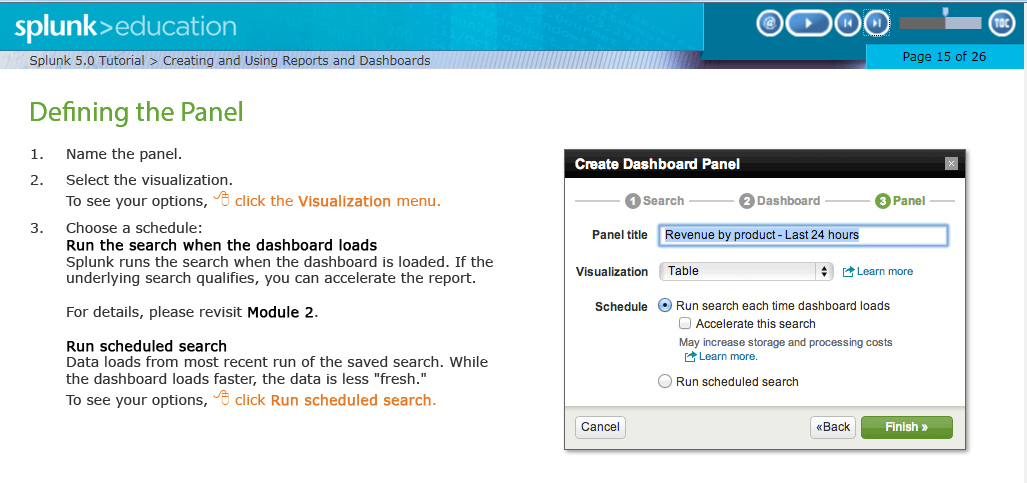 splunk>education
TOC
Splunk 5.0 Tutorial > Creating and Using Reports and Dashboards
Page 15 of 26
Defining the Panel
1. Name the panel.
2. Select the visualization.
To see your options, click the Visualization menu.
3. Choose a schedule:
Run the search when the dashboard loads
Splunk runs the search when the dashboard is loaded. If the
underlying search qualifies, you can accelerate the report.
For details, please revisit Module 2.
Run scheduled search
Data loads from most recent run of the saved search. While
the dashboard loads faster, the data is less "fresh."
To see your options, click Run scheduled search.
Create Dashboard Panel
1 Search 2 Dashboard 3 Panel
Panel title Revenue by product - Last 24 hours
Visualization Table Learn more
Schedule Run search each time dashboard loads
Accelerate this search
May increase storage and processing costs
Learn more.
Run scheduled search
Cancel «Back Finish »